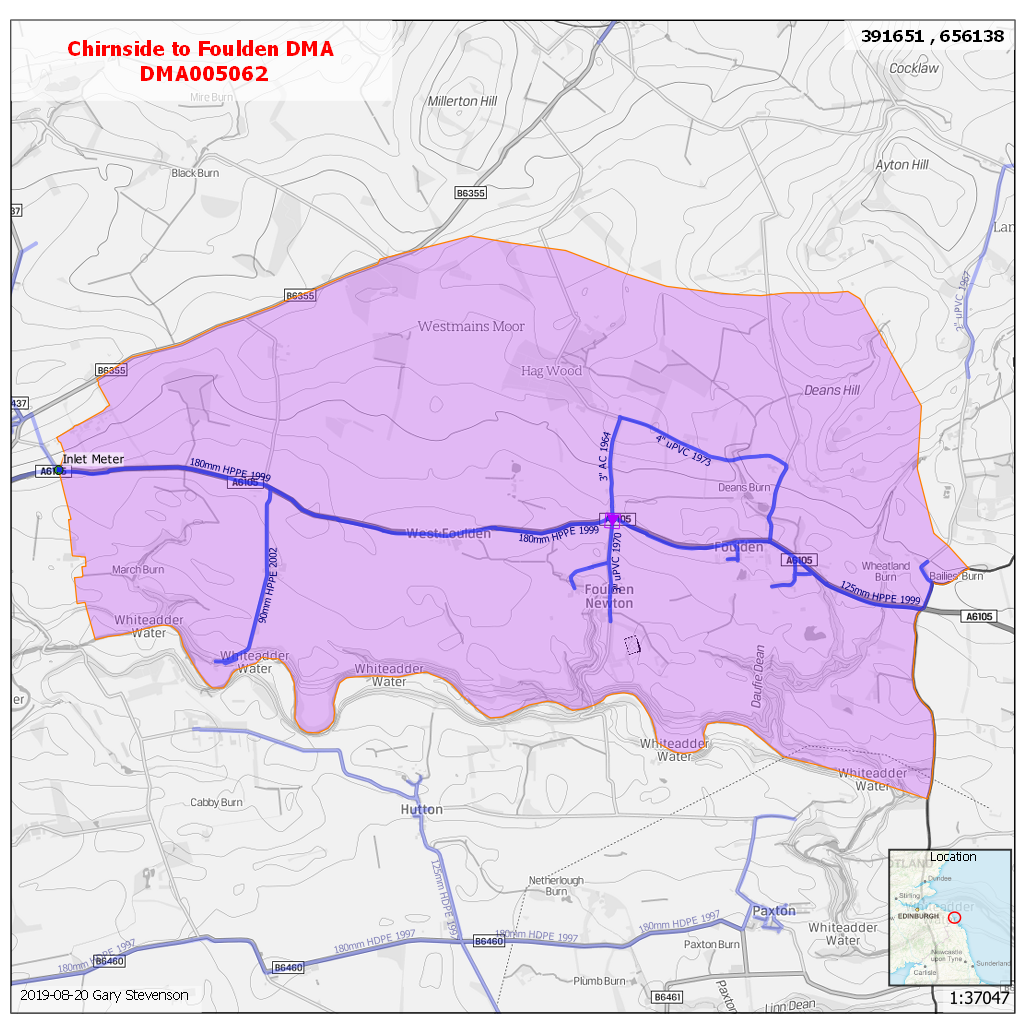 Chirnside to Foulden DMA
DMA005062
391651 , 656138
Cocklaw
Mire Burn
Millerton Hill
Ayton Hill
Black Burn
B6355
37
Lan
2" uPVC 1967
B6355
Westmains Moor
B6355
Hag Wood
Deans Hill
437
3" AC 1964
4" uPVC 1973
Inlet Meter
A6105
180mm HPPE 1999
A6105
Deans Burn
A6105
West Foulden
180mm HPPE 1999
Foulden
uPVC 1970
A6105
March Burn
90mm HPPE 2002
Foulden
Newton
Wheatland
Burn
Bailies Burn
125mm HPPE 1999
A6105
Whiteadder
Water
Whiteadder
Water
Whiteadder
Water
Daufie Dean
er
Whiteadder
Water
Whiteadder
Water
Cabby Burn
Hutton
125mm HDPE 1997
Netherlough
Burn
Paxton
Whiteadder
Water
180mm HDPE 1997
B6460
B6460
180mm HDPE 1997
B6460
180mm HDPE 1997
180mm HDPE 1997
Paxton Burn
Plumb Burn
B6461
Paxton
Linn Dean
Location
OTLAND
Dundee
Stirling
Whiteadder
EDINBURGH
Newcastle
upon Tyne
Sunderland
Carlisle
2019-08-20 Gary Stevenson
1:37047